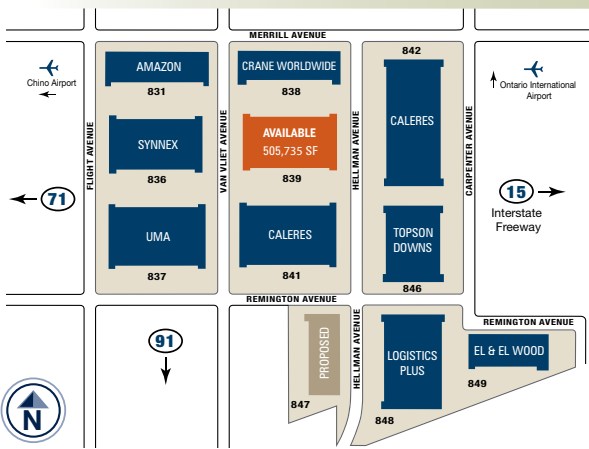 MERRILL AVENUE
Chino Airport
AMAZON
831
CRANE WORLDWIDE
838
842
CALERES
Ontario International
Airport
FLIGHT AVENUE
VAN VLIET AVENUE
HELLMAN AVENUE
CARPENTER AVENUE
SYNNEX
836
AVAILABLE
505,735 SF
839
71
15
Interstate
Freeway
UMA
837
CALERES
841
TOPSON
DOWNS
846
REMINGTON AVENUE
REMINGTON AVENUE
91
PROPOSED
847
HELLMAN AVENUE
LOGISTICS
PLUS
848
EL & EL WOOD
849
N